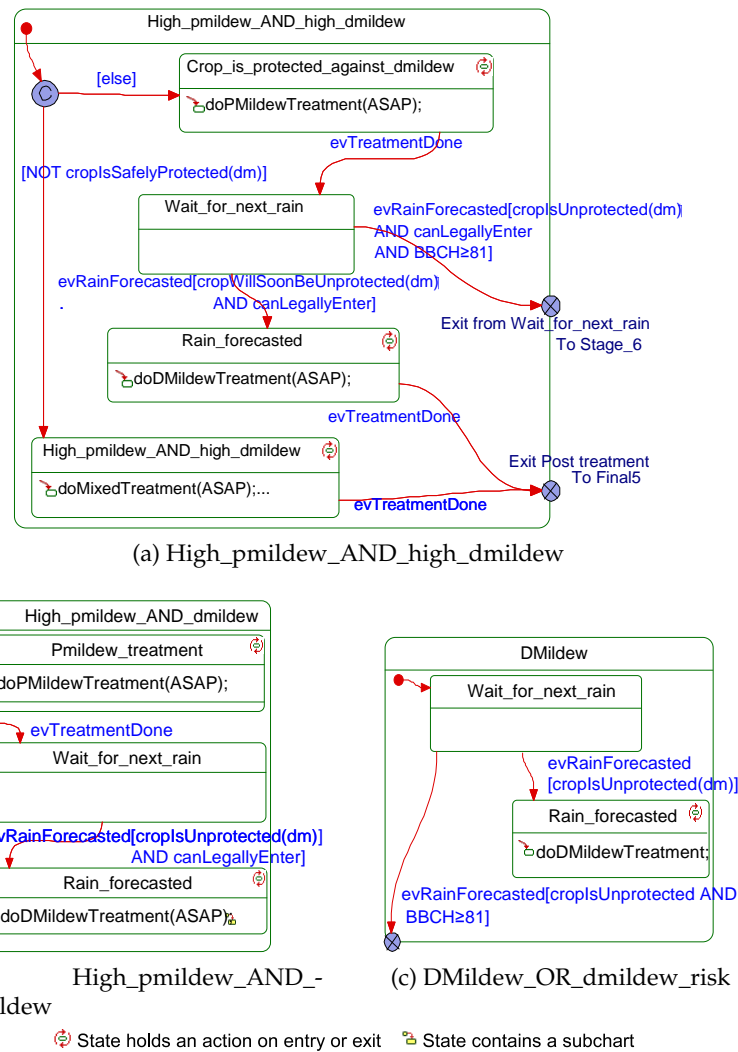 High_pmildew_AND_high_dmildew
Crop_is_protected_against_dmildew
[else]
C
doPMildewTreatment(ASAP);
evTreatmentDone
[NOT cropIsSafelyProtected(dm)]
Wait_for_next_rain
evRainForecasted[cropIsUnprotected(dm)
AND canLegallyEnter
AND BBCH≥81]
evRainForecasted[cropWillSoonBeUnprotected(dm)
. AND canLegallyEnter]
Exit from Wait_for_next_rain
To Stage_6
Rain_forecasted
doDMildewTreatment(ASAP);
evTreatmentDone
High_pmildew_AND_high_dmildew
Exit Post treatment
To Final5
doMixedTreatment(ASAP);...
evTreatmentDone
(a) High_pmildew_AND_high_dmildew
High_pmildew_AND_dmildew
Pmildew_treatment
doPMildewTreatment(ASAP);
evTreatmentDone
Wait_for_next_rain
vRainForecasted[cropIsUnprotected(dm)]
AND canLegallyEnter]
Rain_forecasted
doDMildewTreatment(ASAP);
High_pmildew_AND_-
ldew
DMildew
Wait_for_next_rain
evRainForecasted
[cropIsUnprotected(dm)]
Rain_forecasted
doDMildewTreatment;
evRainForecasted[cropIsUnprotected AND
BBCH≥81]
(c) DMildew_OR_dmildew_risk
State holds an action on entry or exit State contains a subchart